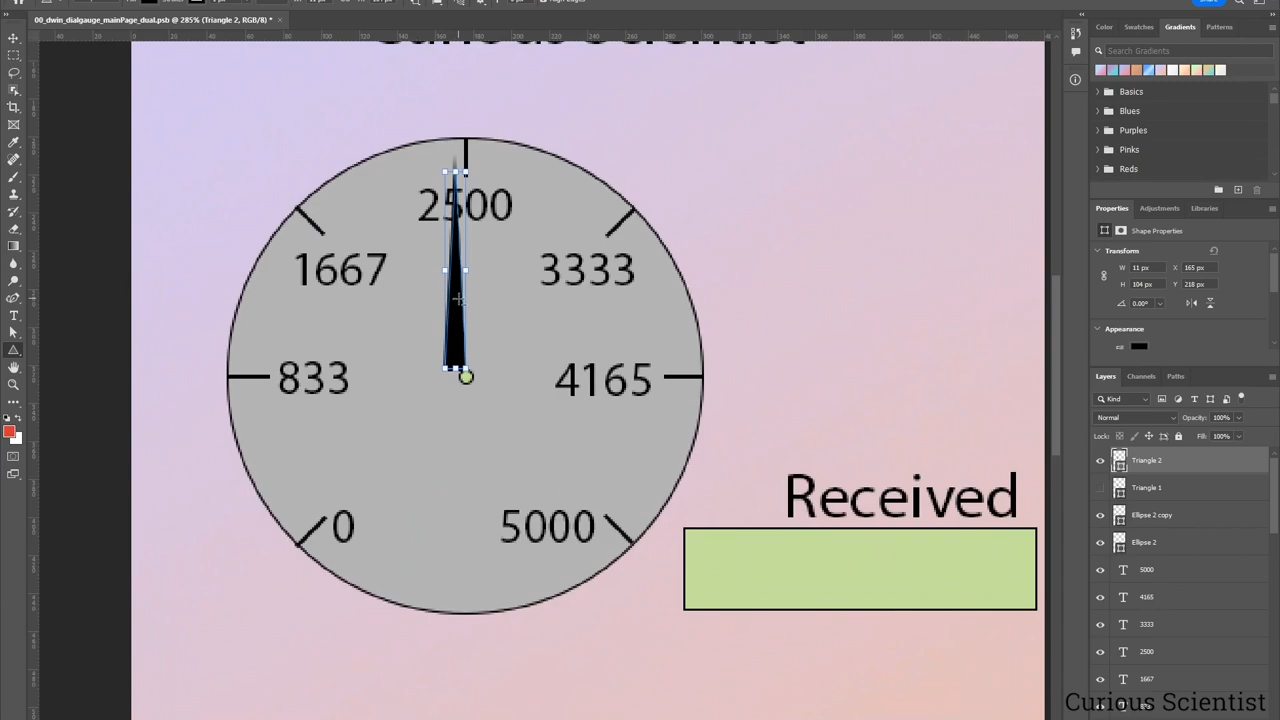 00_dwin_dialgauge_mainPage_dual.psb @ 285% (Triangle 2, RGB/8) *
Share
Color Swatches Gradients Patterns
Search Gradients
Basics
Blues
Purples
Pinks
Reds
Properties Adjustments Libraries
Shape Properties
Transform
W 11 px X 165 px
H 104 px Y 218 px
0.00°
Appearance
Fill
Layers Channels Paths
Kind
Normal Opacity: 100%
Lock: Fill: 100%
Triangle 2
Triangle 1
Ellipse 2 copy
Ellipse 2
5000
4165
3333
2500
1667
2500
1667
3333
833
4165
0
5000
Received
Curious Scientist